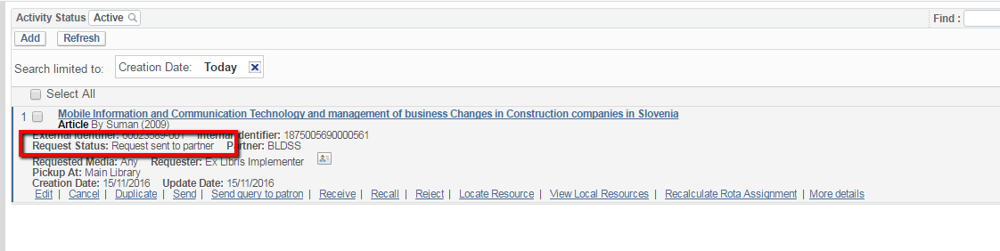 Activity Status Active Find :
Add Refresh
Search limited to: Creation Date: Today
Select All
1 Mobile Information and Communication Technology and management of business Changes in Construction companies in Slovenia
Article By Suman (2009)
External Identifier: 60023589-001 Internal Identifier: 1875005690000561
Request Status: Request sent to partner Partner: BLDSS
Requested Media: Any Requester: Ex Libris Implementer
Pickup At: Main Library
Creation Date: 15/11/2016 Update Date: 15/11/2016
Edit | Cancel | Duplicate | Send | Send query to patron | Receive | Recall | Reject | Locate Resource | View Local Resources | Recalculate Rota Assignment | More details